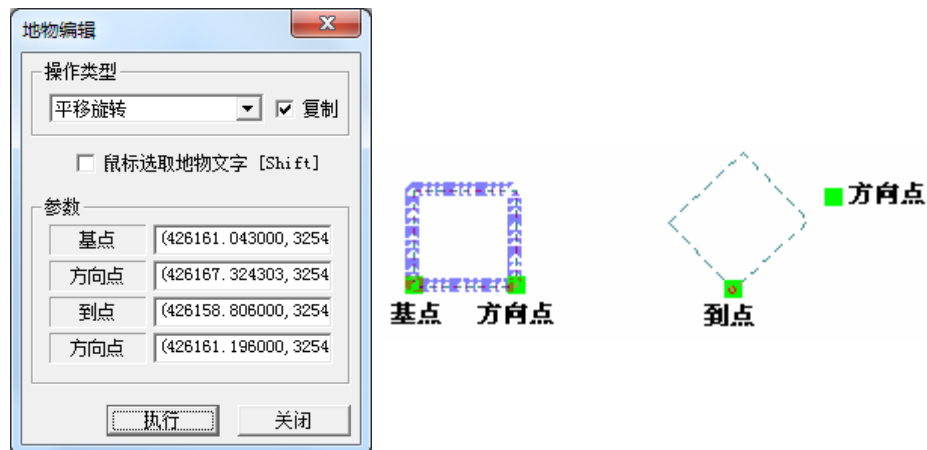 地物编辑
操作类型
平移旋转 复制
鼠标选取地物文字 [Shift]
参数
基点 (426161.043000, 3254
方向点 (426167.324303, 3254
到点 (426158.806000, 3254
方向点 (426161.196000, 3254
执行 关闭
方向点
基点 方向点 到点